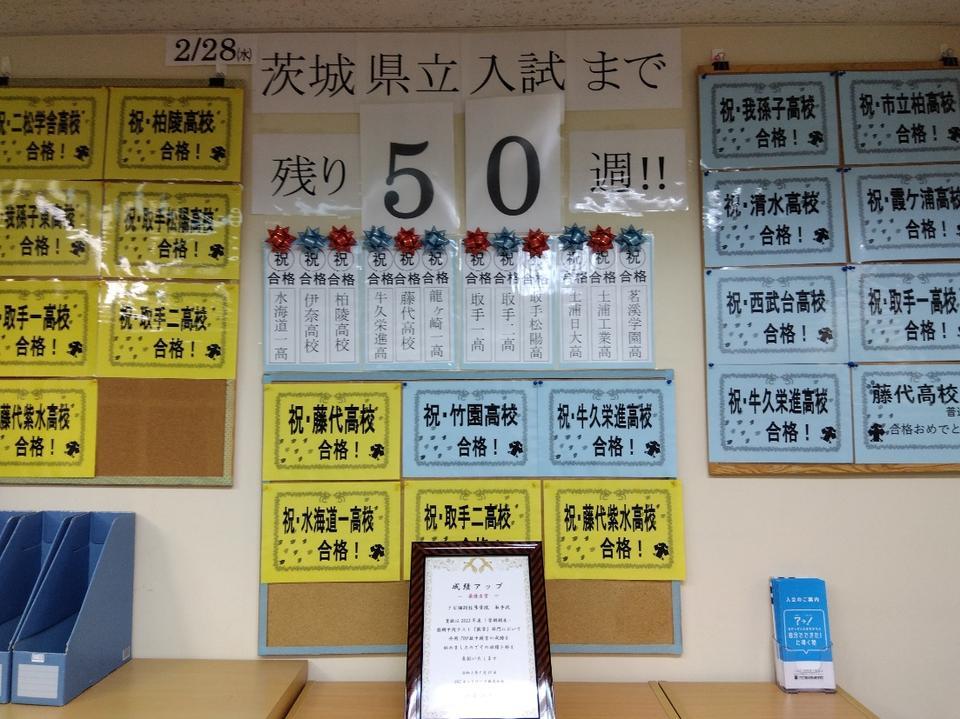 2/28(水)
茨城県立入試まで
残り50週!!
祝・二松学舎高校
合格！
祝・柏陵高校
合格！
我孫子東高校
合格！
祝・取手松陽高校
合格！
取手一高校
合格！
祝・取手二高校
合格！
藤代紫水高校
合格！
祝 合格 水海道一高
祝 合格 伊奈高校
祝 合格 柏陵高校
祝 合格 牛久栄進高
祝 合格 藤代高校
祝 合格 龍ヶ崎一高
祝 合格 取手一高
祝 合格 取手二高
祝 合格 取手松陽高
祝 合格 土浦日大高
祝 合格 土浦工業高
祝 合格 茗溪学園高
祝・藤代高校
合格！
祝・竹園高校
合格！
祝・牛久栄進高校
合格！
祝・水海道一高校
合格！
祝・取手二高校
合格！
祝・藤代紫水高校
合格！
祝・我孫子高校
合格！
祝・市立柏高校
合格！
祝・清水高校
合格！
祝・霞ケ浦高校
合格！
祝・西武台高校
合格！
祝・取手一高校
合格！
祝・牛久栄進高校
合格！
藤代高校
普
合格おめでと
成績アップ
入立のご案内
自分でできた！
に導く塾